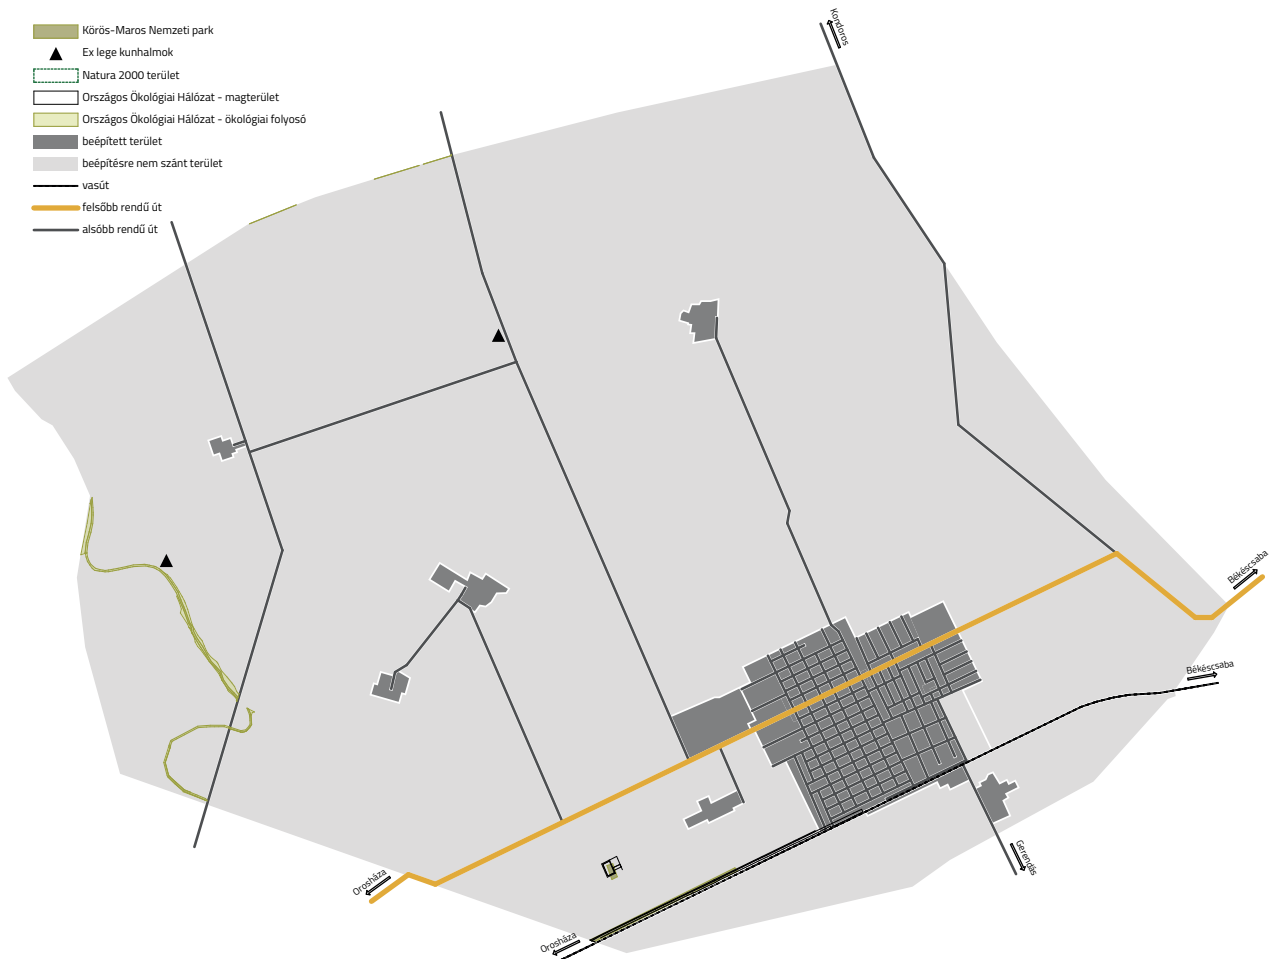 Körös-Maros Nemzeti park
Ex lege kunhalmok
Natura 2000 terület
Országos Ökológiai Hálózat - magterület
Országos Ökológiai Hálózat - ökológiai folyosó
beépített terület
beépítésre nem szánt terület
vasút
felsőbb rendű út
alsóbb rendű út
Kondoros
Békéscsaba
Békéscsaba
Gerendás
Orosháza
Orosháza